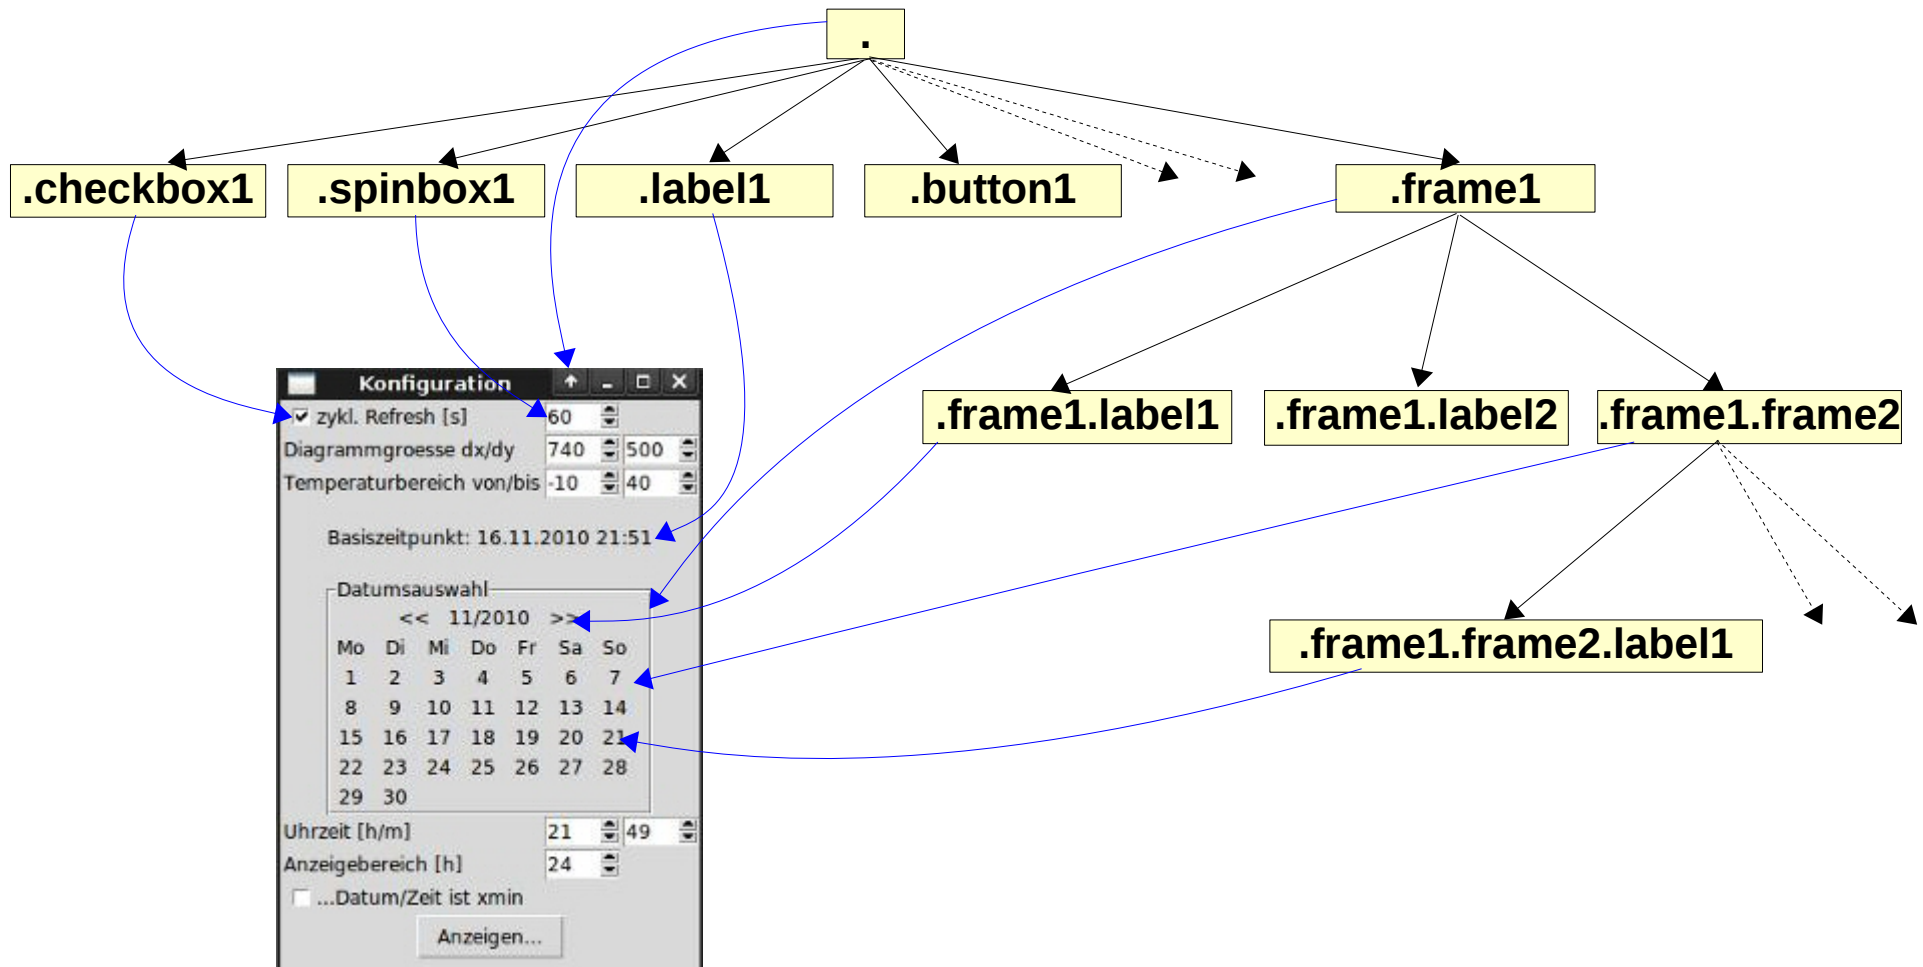 .
.checkbox1 .spinbox1 .label1 .button1 .frame1
.frame1.label1 .frame1.label2 .frame1.frame2
.frame1.frame2.label1
Konfiguration
zykl. Refresh [s] 60
Diagrammgroesse dx/dy 740 500
Temperaturbereich von/bis -10 40
Basiszeitpunkt: 16.11.2010 21:51
Datumsauswahl
<< 11/2010 >>
Mo Di Mi Do Fr Sa So
1 2 3 4 5 6 7
8 9 10 11 12 13 14
15 16 17 18 19 20 21
22 23 24 25 26 27 28
29 30
Uhrzeit [h/m] 21 49
Anzeigebereich [h] 24
...Datum/Zeit ist xmin
Anzeigen...